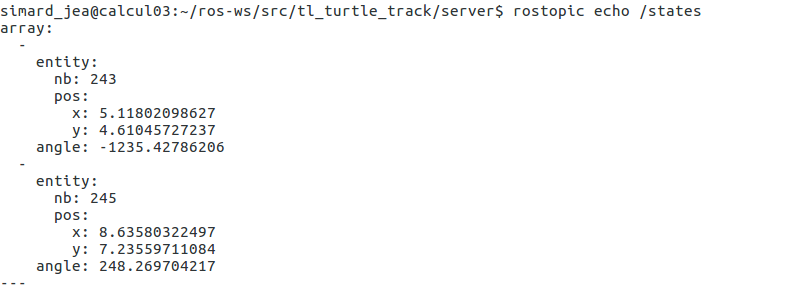 simard_jea@calcul03:~/ros-ws/src/tl_turtle_track/server$ rostopic echo /states
array:
  -
    entity:
      nb: 243
      pos:
        x: 5.11802098627
        y: 4.61045727237
    angle: -1235.42786206
  -
    entity:
      nb: 245
      pos:
        x: 8.63580322497
        y: 7.23559711084
    angle: 248.269704217
---